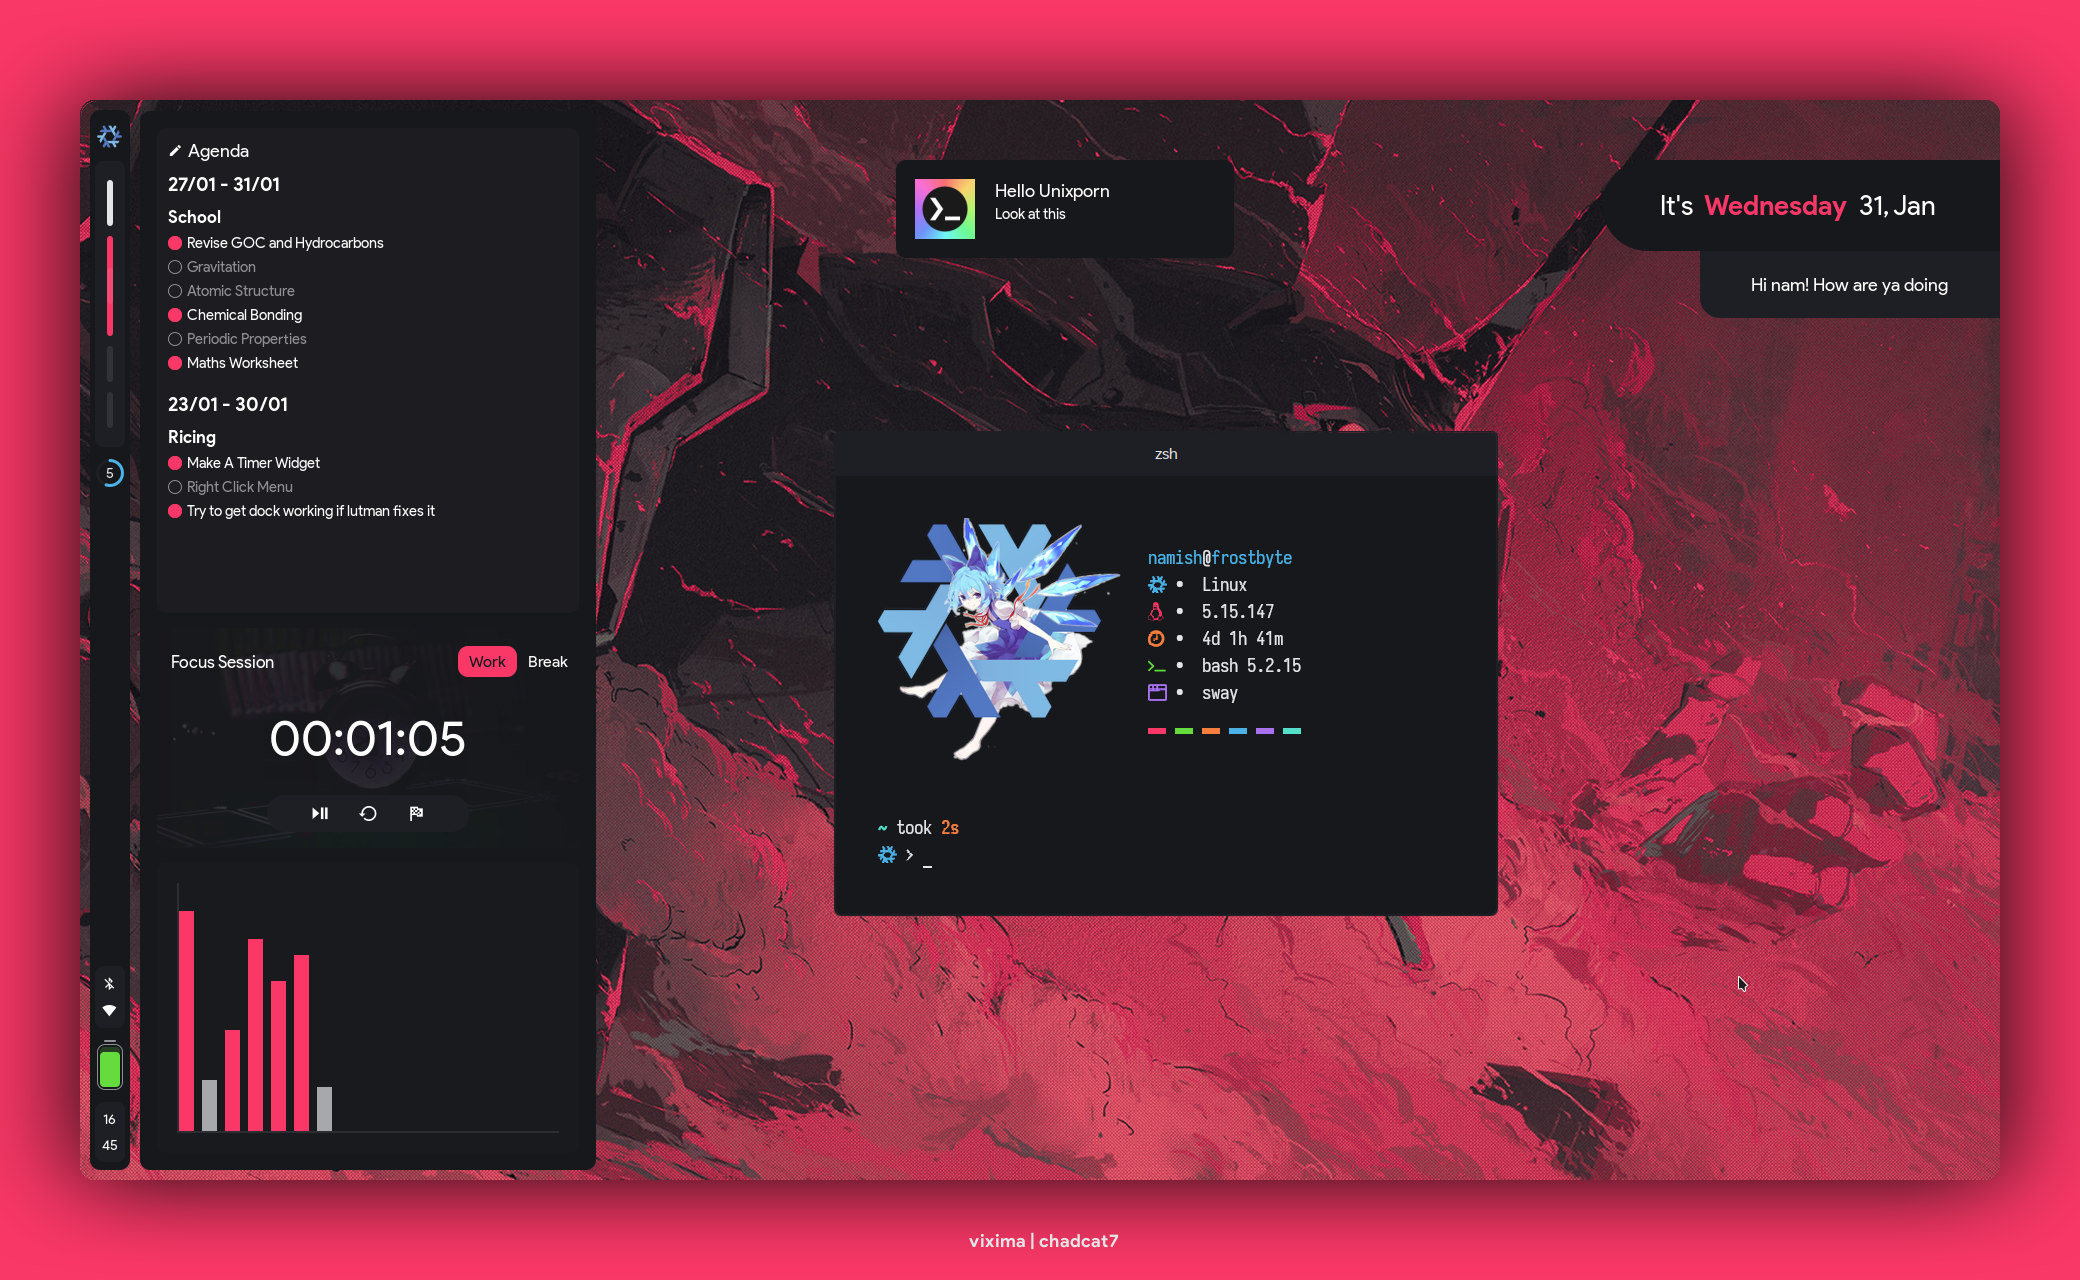 Agenda
27/01 - 31/01
School
Revise GOC and Hydrocarbons
Gravitation
Atomic Structure
Chemical Bonding
Periodic Properties
Maths Worksheet
23/01 - 30/01
Ricing
Make A Timer Widget
Right Click Menu
Try to get dock working if lutman fixes it
5
Focus Session
Work Break
00:01:05
16
45
Hello Unixporn
Look at this
It's Wednesday 31, Jan
Hi nam! How are ya doing
zsh
namish@frostbyte
• Linux
• 5.15.147
• 4d 1h 41m
• bash 5.2.15
• sway
~ took 2s
> _
vixima | chadcat7